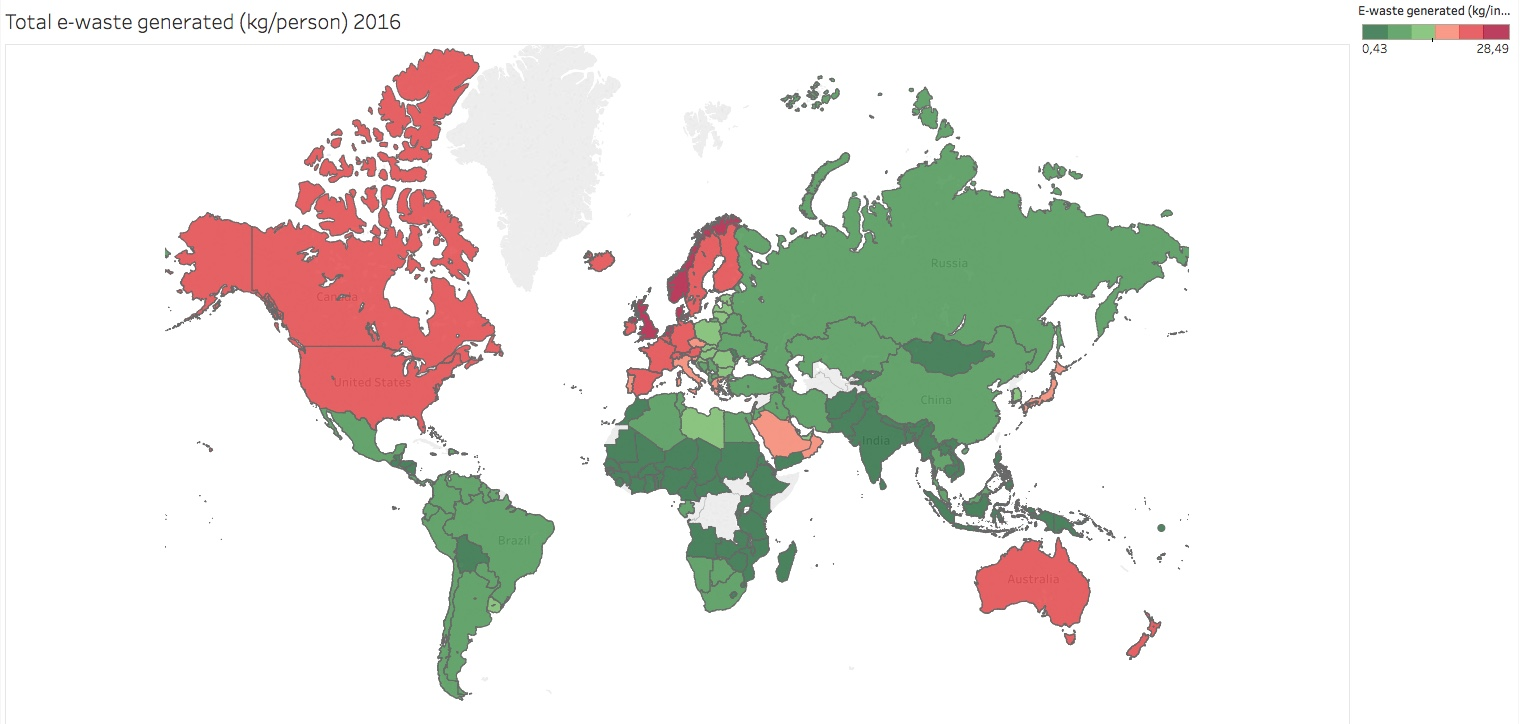 Total e-waste generated (kg/person) 2016
E-waste generated (kg/in...
0,43
28,49
Russia
Canada
United States
China
India
Brazil
Australia